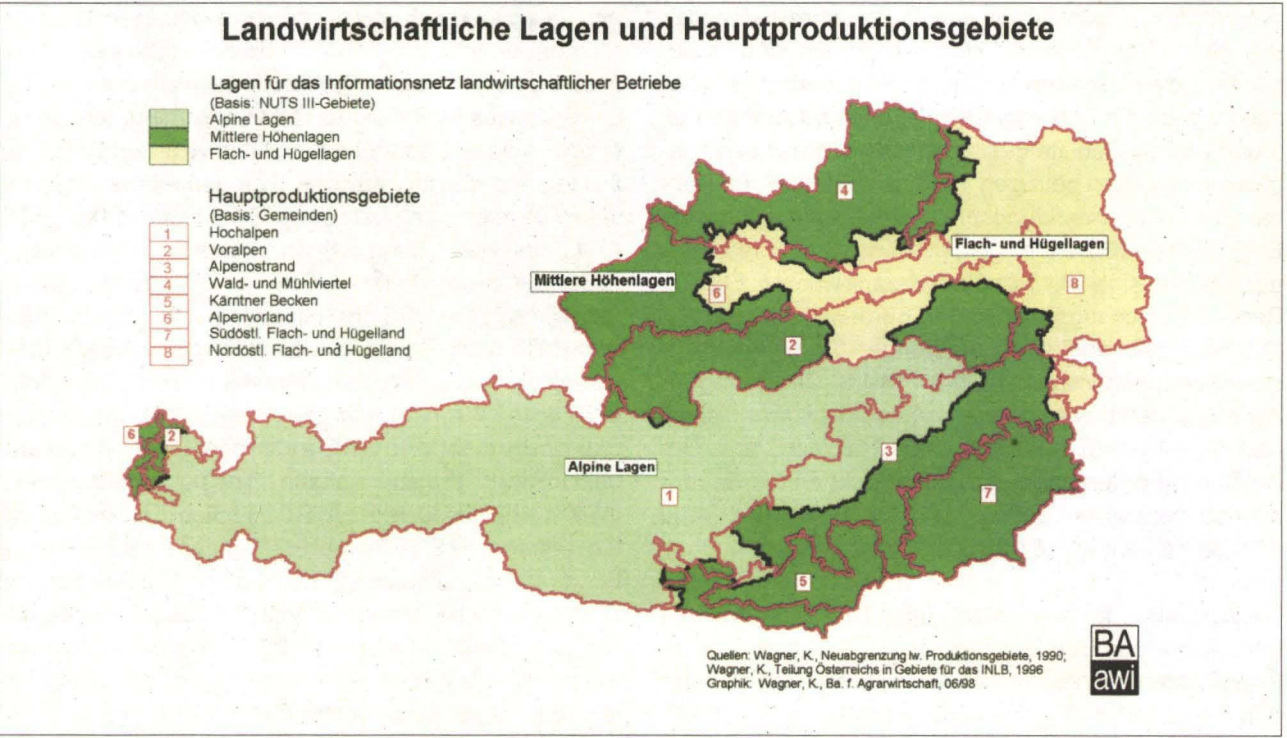 Landwirtschaftliche Lagen und Hauptproduktionsgebiete
Lagen für das Informationsnetz landwirtschaftlicher Betriebe
(Basis: NUTS III-Gebiete)
Alpine Lagen
Mittlere Höhenlagen
Flach- und Hügellagen
Hauptproduktionsgebiete
(Basis: Gemeinden)
1 Hochalpen
2 Voralpen
3 Alpenostrand
4 Wald- und Mühlviertel
5 Kärntner Becken
6 Alpenvorland
7 Südöstl. Flach- und Hügelland
8 Nordöstl. Flach- und Hügelland
4
Flach- und Hügellagen
Mittlere Höhenlagen
6
8
2
6
2
3
Alpine Lagen
1
7
5
Quellen: Wagner, K., Neuabgrenzung lw. Produktionsgebiete, 1990;
Wagner, K., Teilung Österreichs in Gebiete für das INLB, 1996
Graphik: Wagner, K., Ba. f. Agrarwirtschaft, 06/98
BA
awi